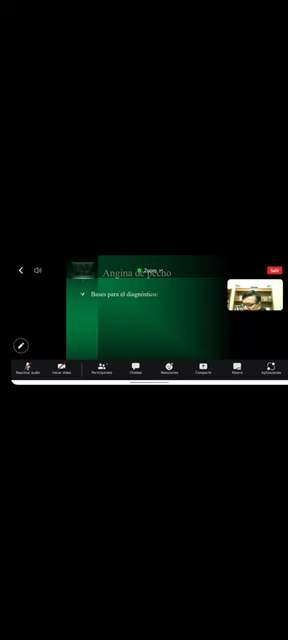 Zoom
Salir
Angina de pecho
Bases para el diagnóstico:
Reactivar audio
Iniciar video
Participantes
Chatear
Reacciones
Compartir
Pizarra
Aplicaciones